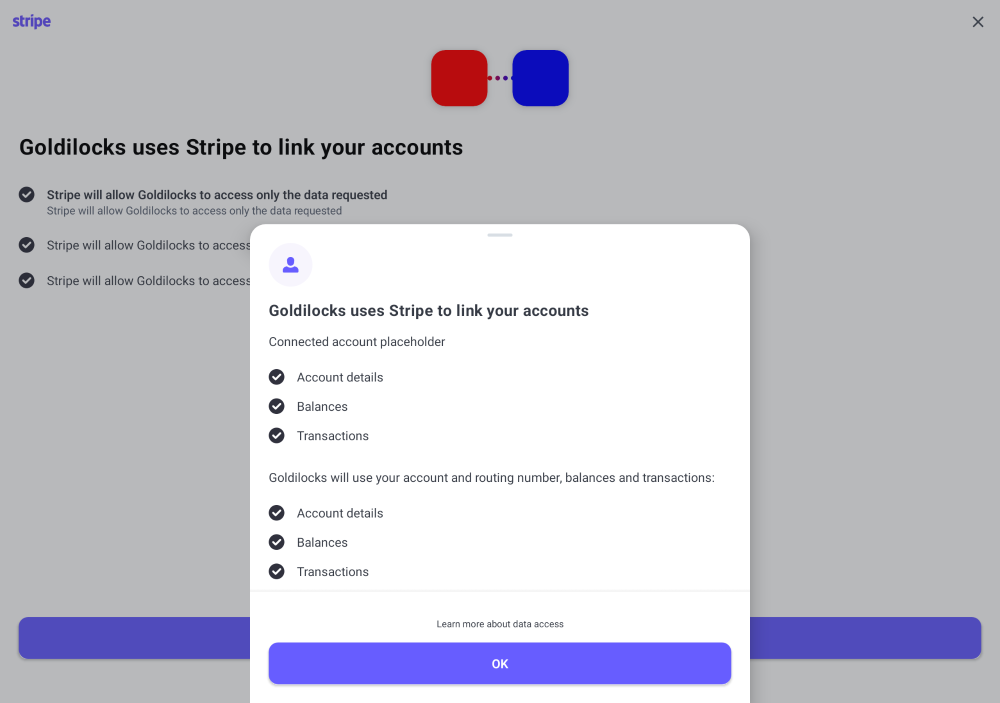 stripe
Goldilocks uses Stripe to link your accounts
Stripe will allow Goldilocks to access only the data requested
Stripe will allow Goldilocks to access only the data requested
Stripe will allow Goldilocks to access
Stripe will allow Goldilocks to access
Goldilocks uses Stripe to link your accounts
Connected account placeholder
Account details
Balances
Transactions
Goldilocks will use your account and routing number, balances and transactions:
Account details
Balances
Transactions
Learn more about data access
OK